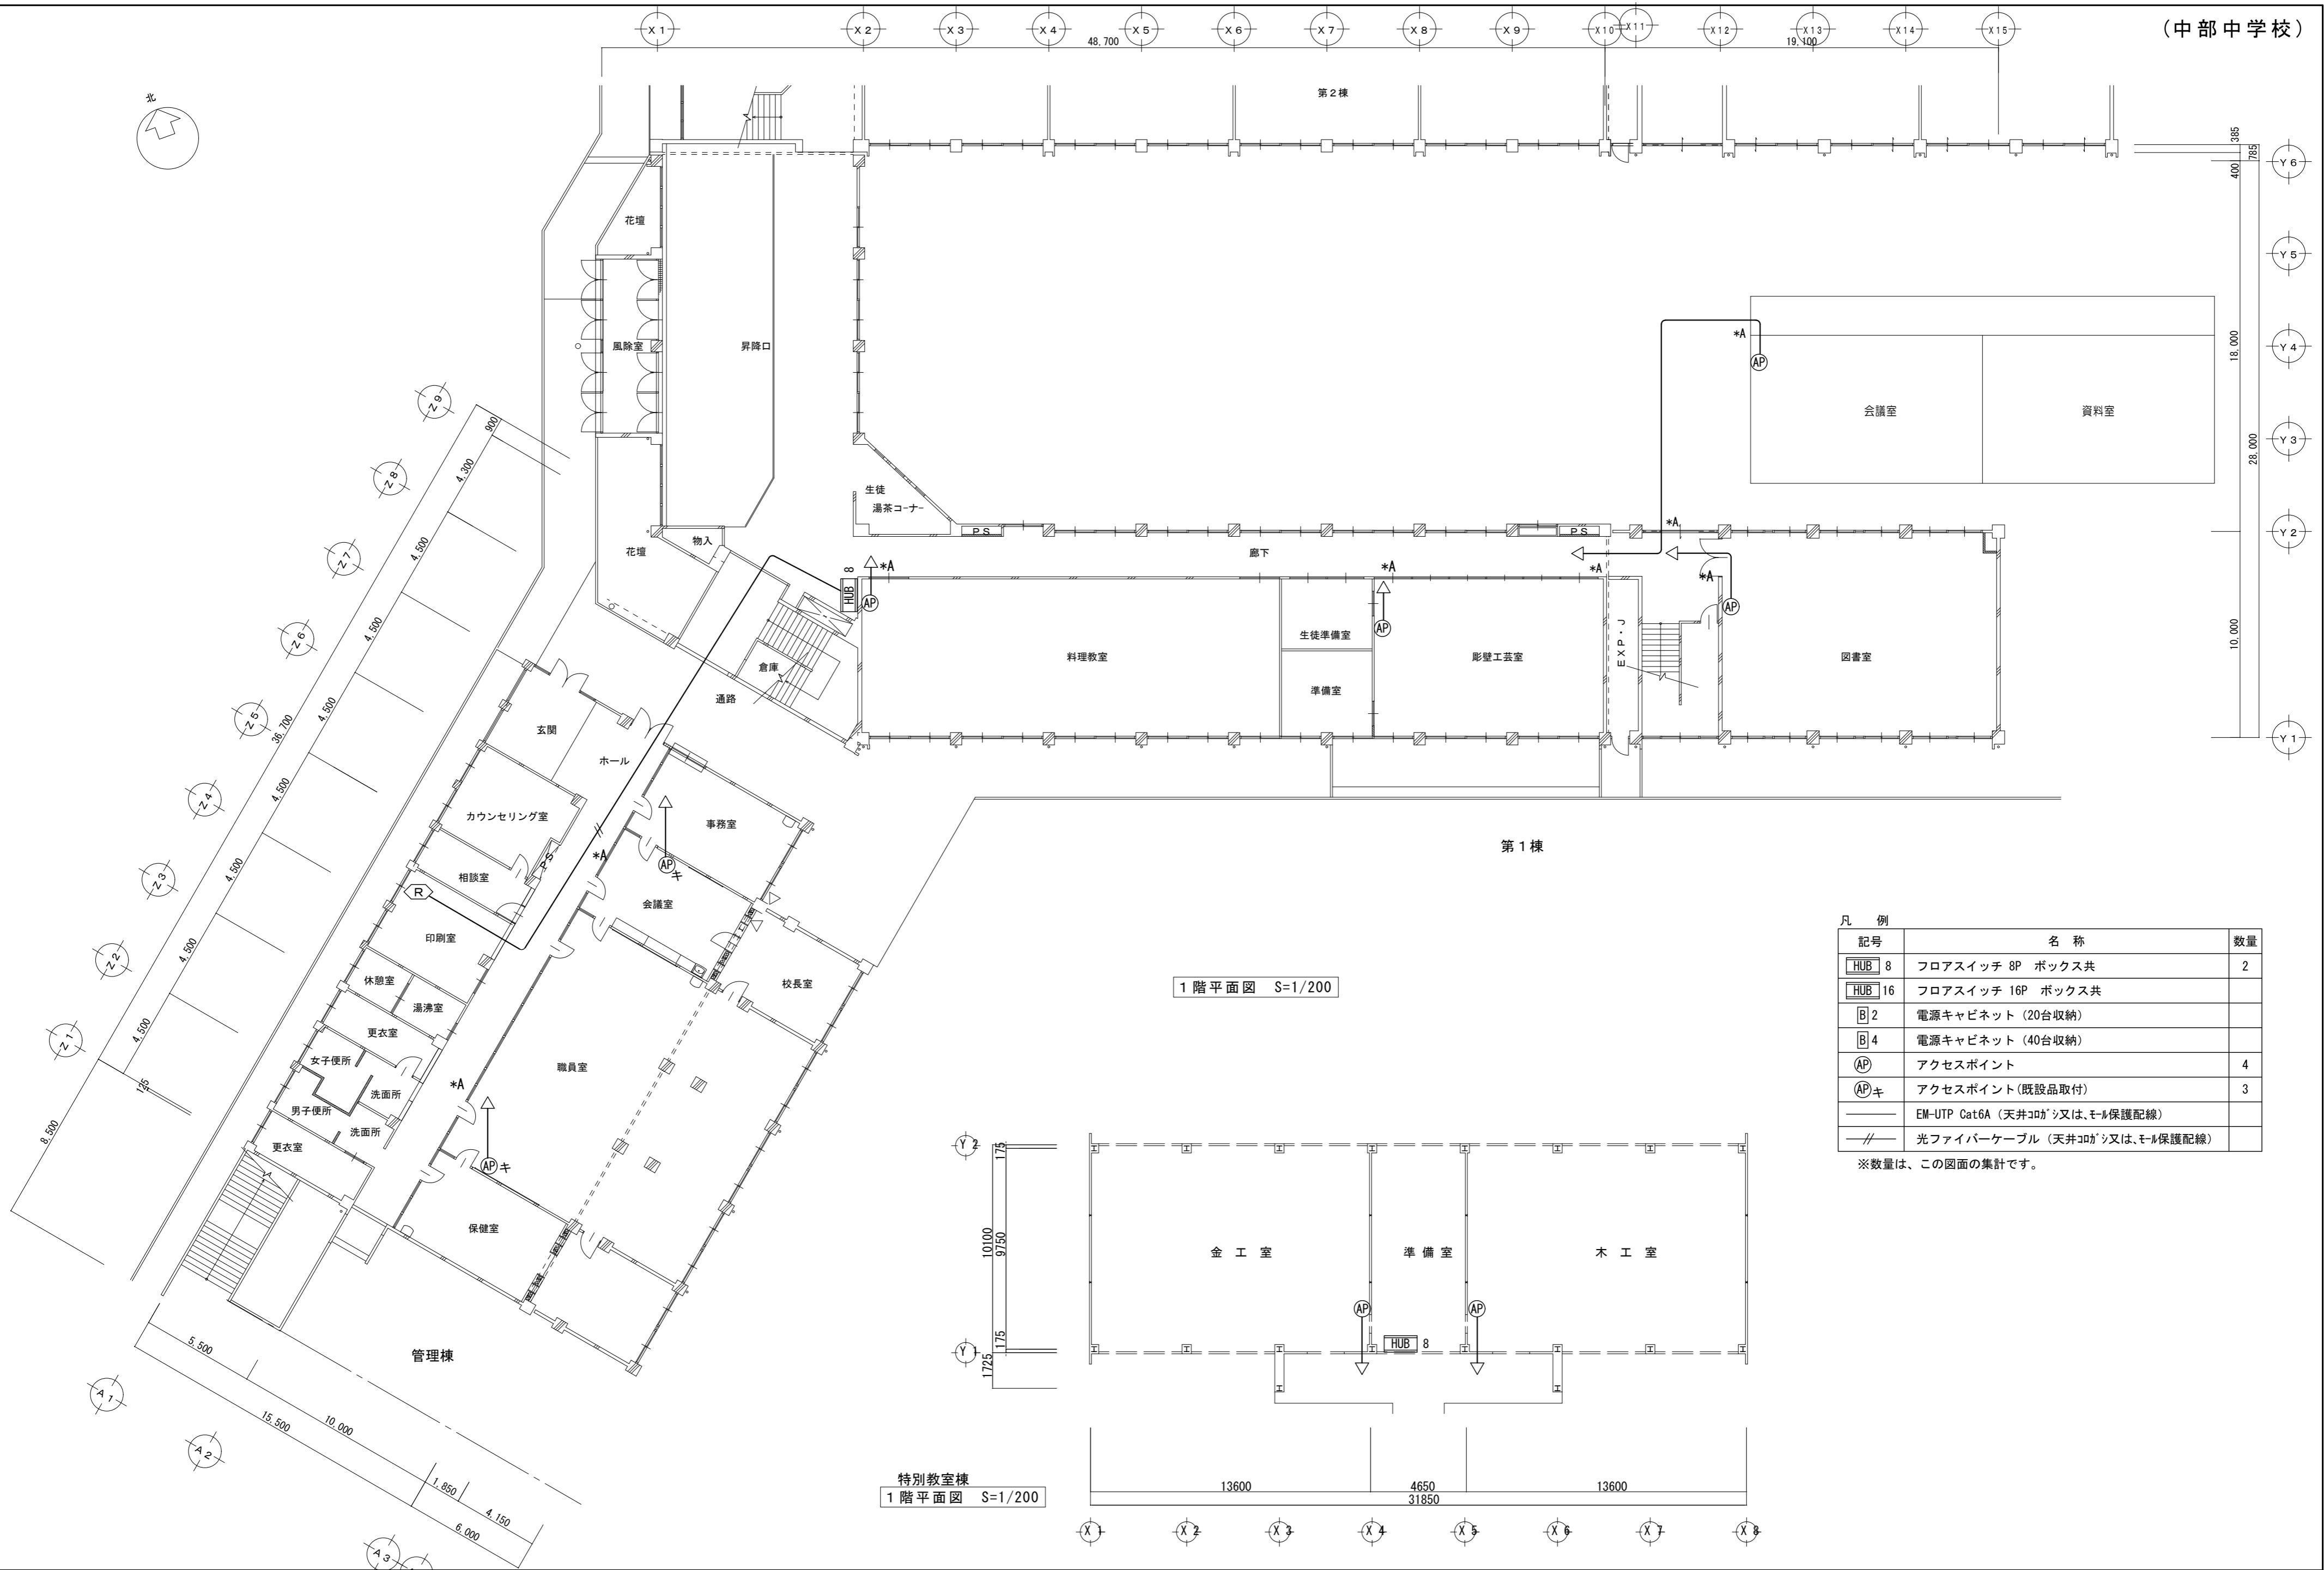 (中部中学校)
X1
X2
X3
X4
X5
X6
X7
X8
X9
X10
X11
X12
X13
X14
X15
48,700
19,100
北
第2棟
385
785
400
Y6
Y5
Y4
Y3
Y2
Y1
18,000
28,000
10,000
花壇
風除室
昇降口
*A
AP
会議室
資料室
生徒
湯茶コーナー
PS
PS
*A
花壇
物入
廊下
HUB 8
*A
AP
*A
AP
*A
*A
AP
倉庫
通路
料理教室
生徒準備室
準備室
彫塑工芸室
EXP・J
図書室
第1棟
Z9
Z8
Z7
Z6
Z5
Z4
Z3
Z2
Z1
900
4,300
4,500
4,500
4,500
4,500
4,500
4,500
4,500
36,700
125
8,500
玄関
ホール
カウンセリング室
PS
事務室
*A
APキ
相談室
R
会議室
印刷室
校長室
休憩室
湯沸室
更衣室
女子便所
洗面所
男子便所
洗面所
更衣室
職員室
*A
APキ
保健室
管理棟
5,500
10,000
15,500
1,850
4,150
6,000
A1
A2
A3
1階平面図 S=1/200
凡 例
記号 名 称 数量
HUB 8 フロアスイッチ 8P ボックス共 2
HUB 16 フロアスイッチ 16P ボックス共
B 2 電源キャビネット(20台収納)
B 4 電源キャビネット(40台収納)
AP アクセスポイント 4
APキ アクセスポイント(既設品取付) 3
EM-UTP Cat6A(天井コロガシ又は、モール保護配線)
光ファイバーケーブル(天井コロガシ又は、モール保護配線)
※数量は、この図面の集計です。
Y2
Y1
175
10100
9750
175
1725
金工室
準備室
木工室
AP
AP
HUB 8
13600
4650
13600
31850
X1
X2
X3
X4
X5
X6
X7
X8
特別教室棟
1階平面図 S=1/200